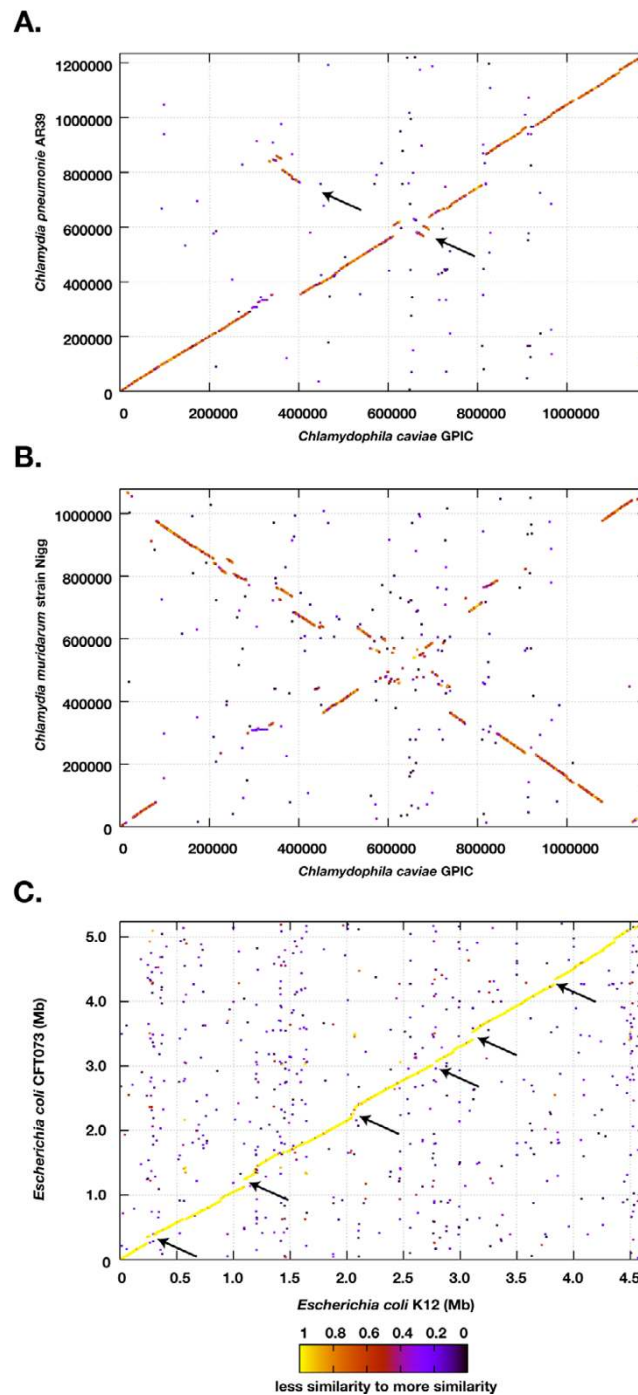 A.
1200000
1000000
800000
600000
400000
200000
0
Chlamydia pneumonie AR39
0 200000 400000 600000 800000 1000000
Chlamydophila caviae GPIC
B.
1000000
800000
600000
400000
200000
0
Chlamydia muridarum strain Nigg
0 200000 400000 600000 800000 1000000
Chlamydophila caviae GPIC
C.
5.0
4.0
3.0
2.0
1.0
0
Escherichia coli CFT073 (Mb)
0 0.5 1.0 1.5 2.0 2.5 3.0 3.5 4.0 4.5
Escherichia coli K12 (Mb)
1 0.8 0.6 0.4 0.2 0
less similarity to more similarity